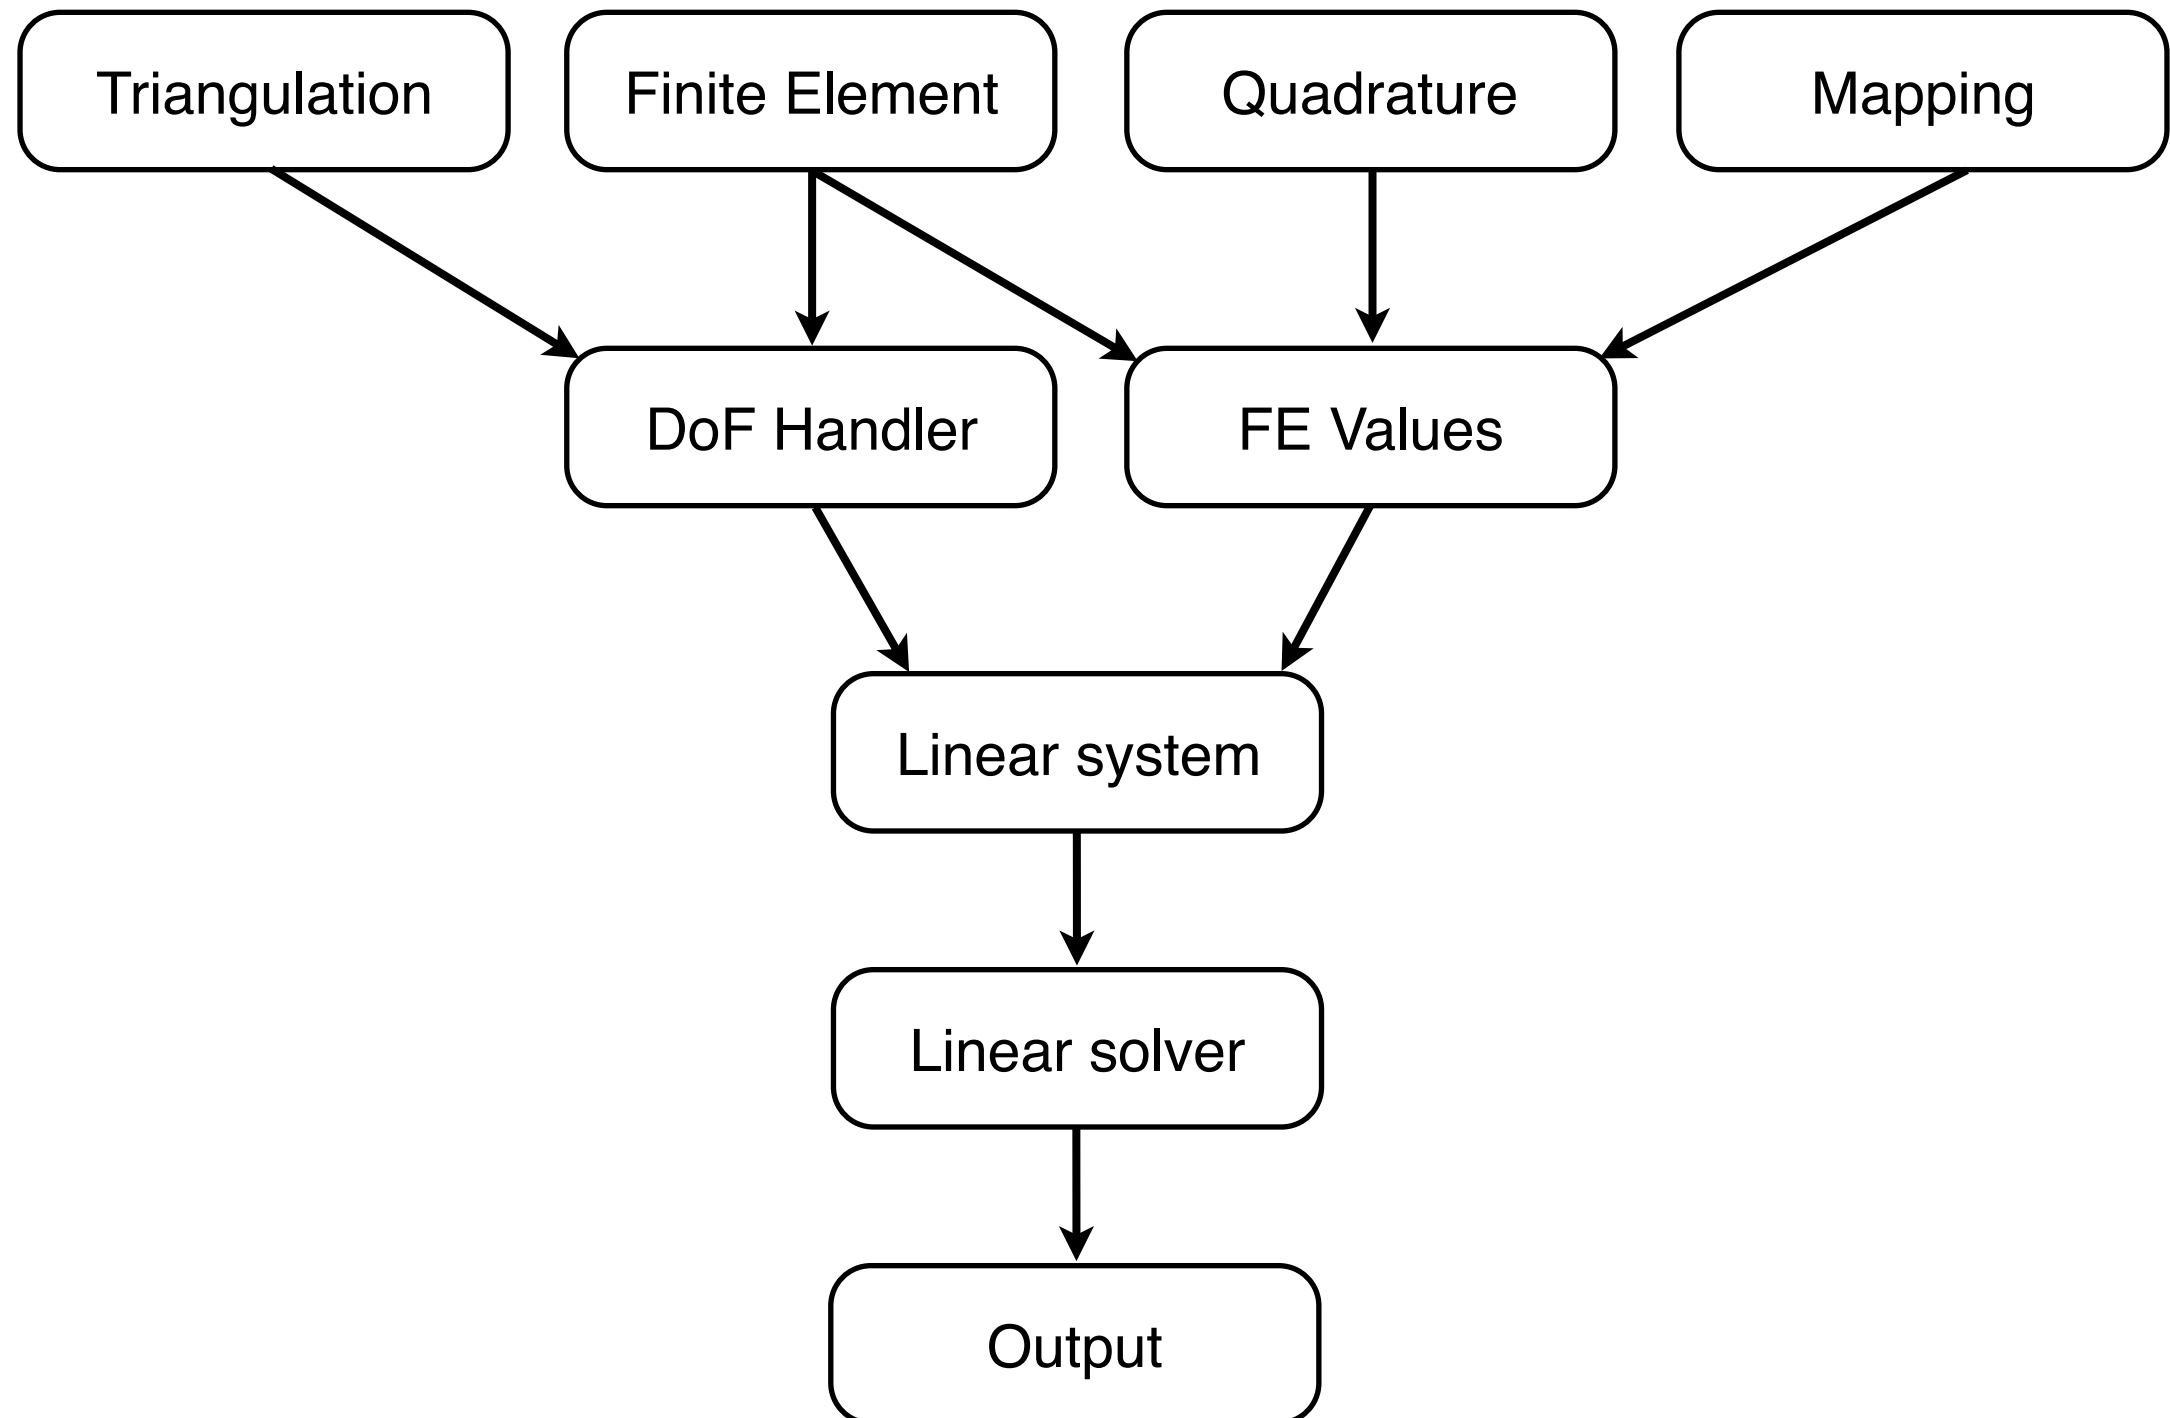 Triangulation
Finite Element
Quadrature
Mapping
DoF Handler
FE Values
Linear system
Linear solver
Output